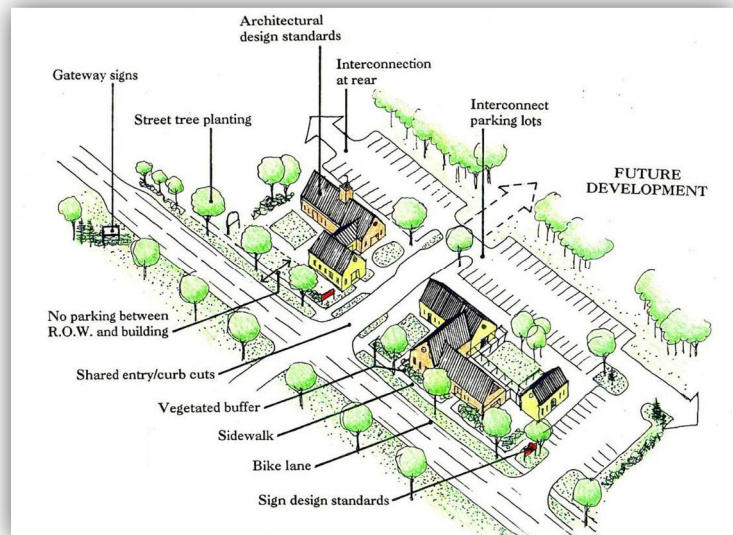 Architectural
design standards
Gateway signs
Interconnection
at rear
Street tree planting
Interconnect
parking lots
FUTURE
DEVELOPMENT
No parking between
R.O.W. and building
Shared entry/curb cuts
Vegetated buffer
Sidewalk
Bike lane
Sign design standards